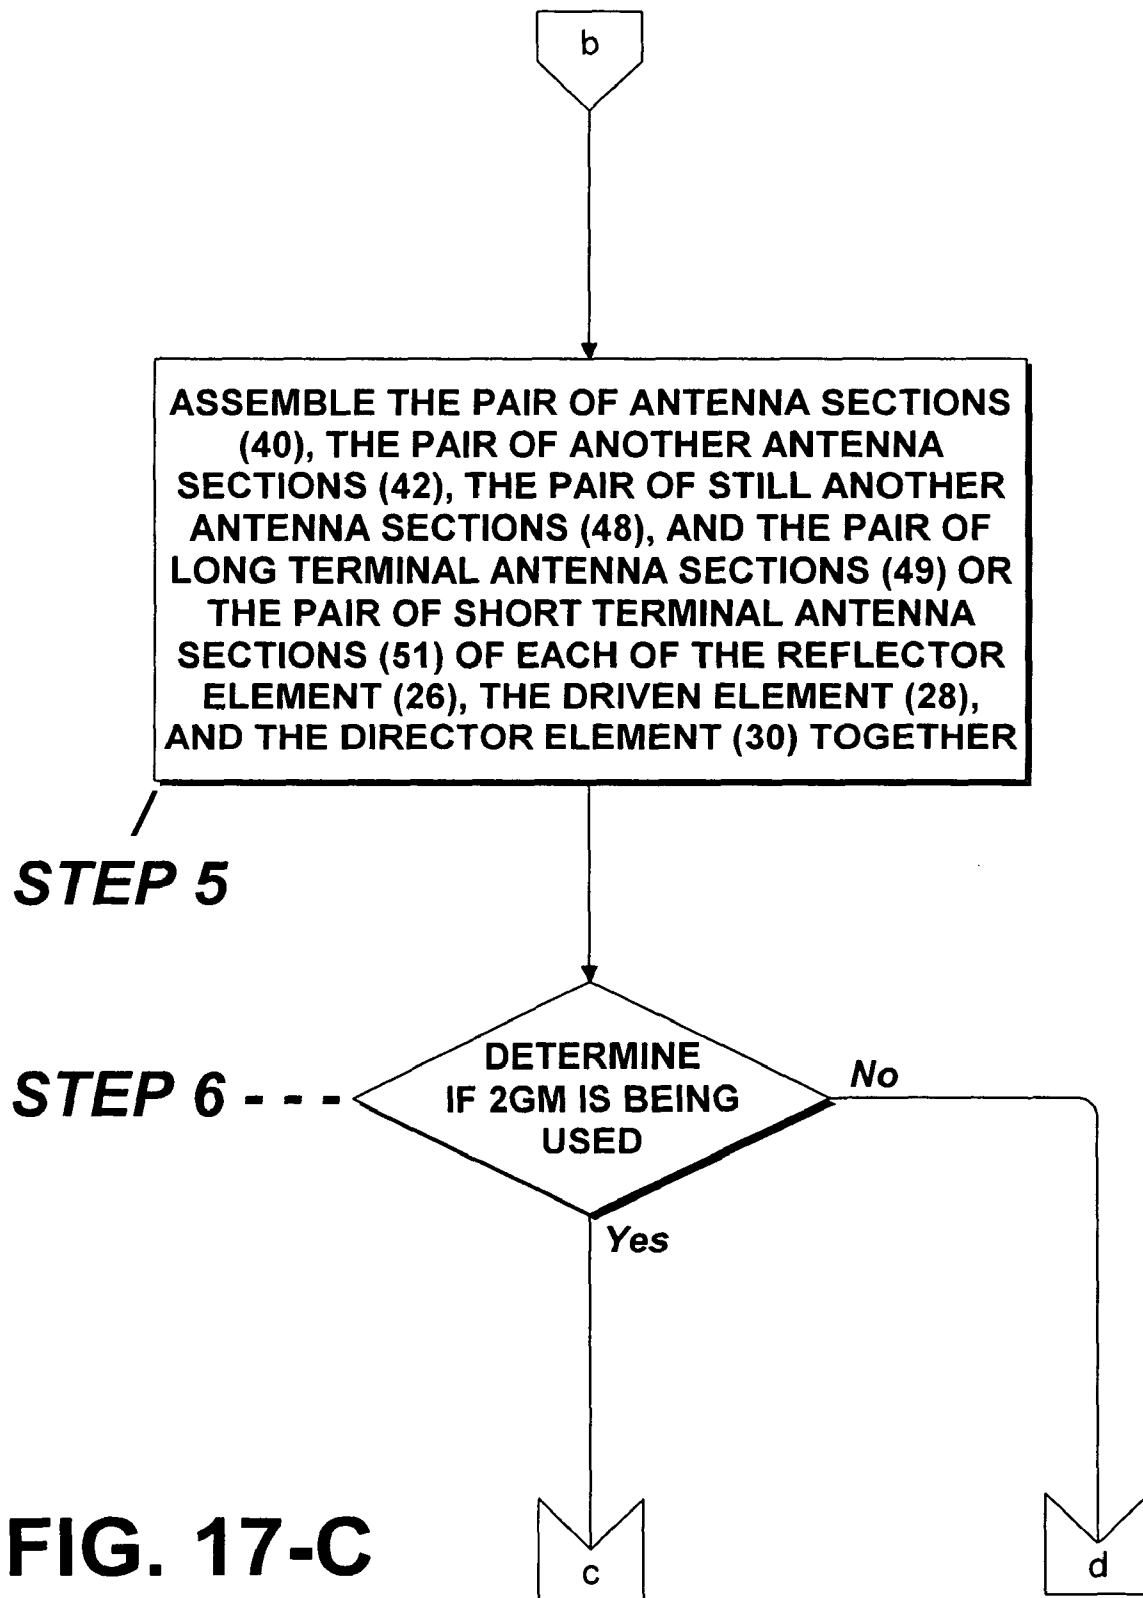 b
ASSEMBLE THE PAIR OF ANTENNA SECTIONS
(40), THE PAIR OF ANOTHER ANTENNA
SECTIONS (42), THE PAIR OF STILL ANOTHER
ANTENNA SECTIONS (48), AND THE PAIR OF
LONG TERMINAL ANTENNA SECTIONS (49) OR
THE PAIR OF SHORT TERMINAL ANTENNA
SECTIONS (51) OF EACH OF THE REFLECTOR
ELEMENT (26), THE DRIVEN ELEMENT (28),
AND THE DIRECTOR ELEMENT (30) TOGETHER
STEP 5
STEP 6 - - -
DETERMINE
IF 2GM IS BEING
USED
No
Yes
FIG. 17-C
c
d